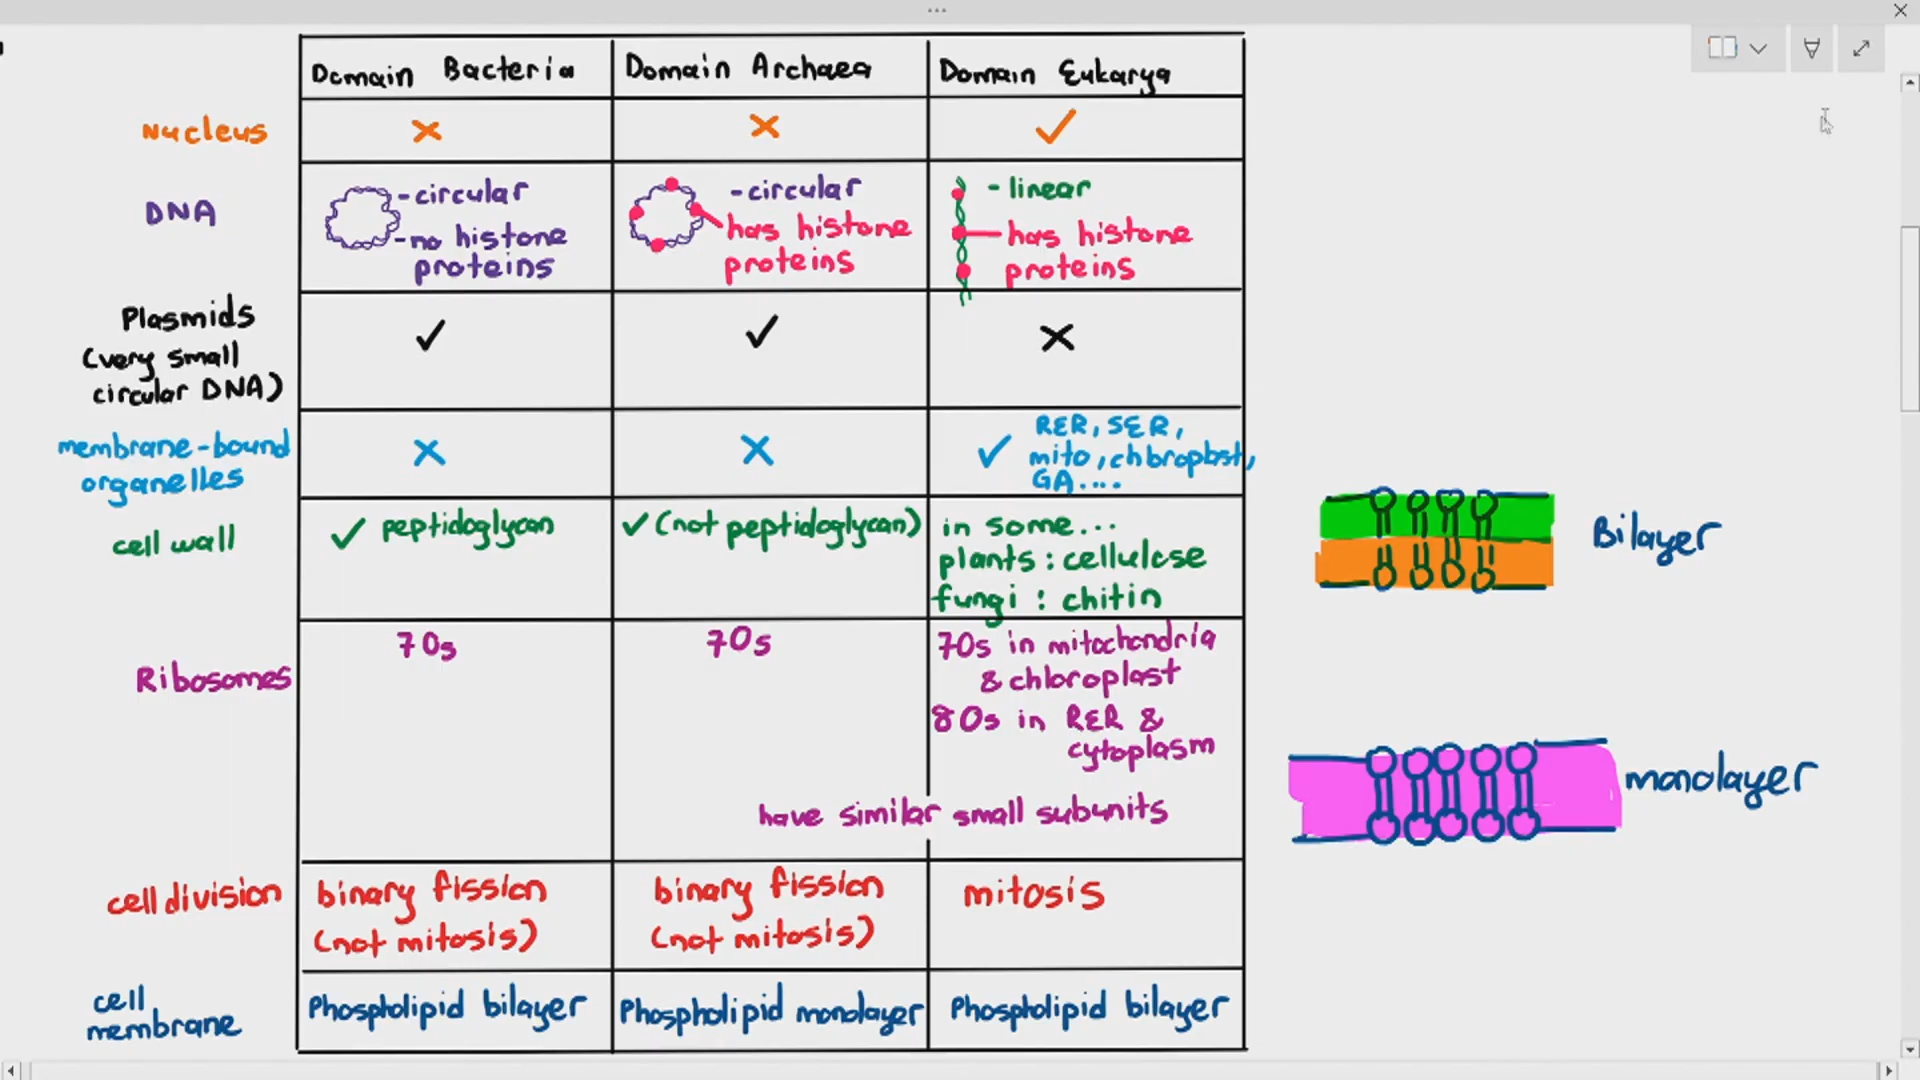 Domain Bacteria
Domain Archaea
Domain Eukarya
Nucleus
DNA
-circular
-no histone
proteins
-circular
has histone
proteins
-linear
has histone
proteins
Plasmids
(very small
circular DNA)
membrane-bound
organelles
RER, SER,
mito, chloroplast,
GA....
cell wall
peptidoglycan
(not peptidoglycan)
in some...
plants: cellulose
fungi: chitin
Ribosomes
70s
70s
70s in mitochondria
& chloroplast
80s in RER &
cytoplasm
have similar small subunits
cell division
binary fission
(not mitosis)
binary fission
(not mitosis)
mitosis
cell
membrane
Phospholipid bilayer
Phospholipid monolayer
Phospholipid bilayer
Bilayer
monolayer